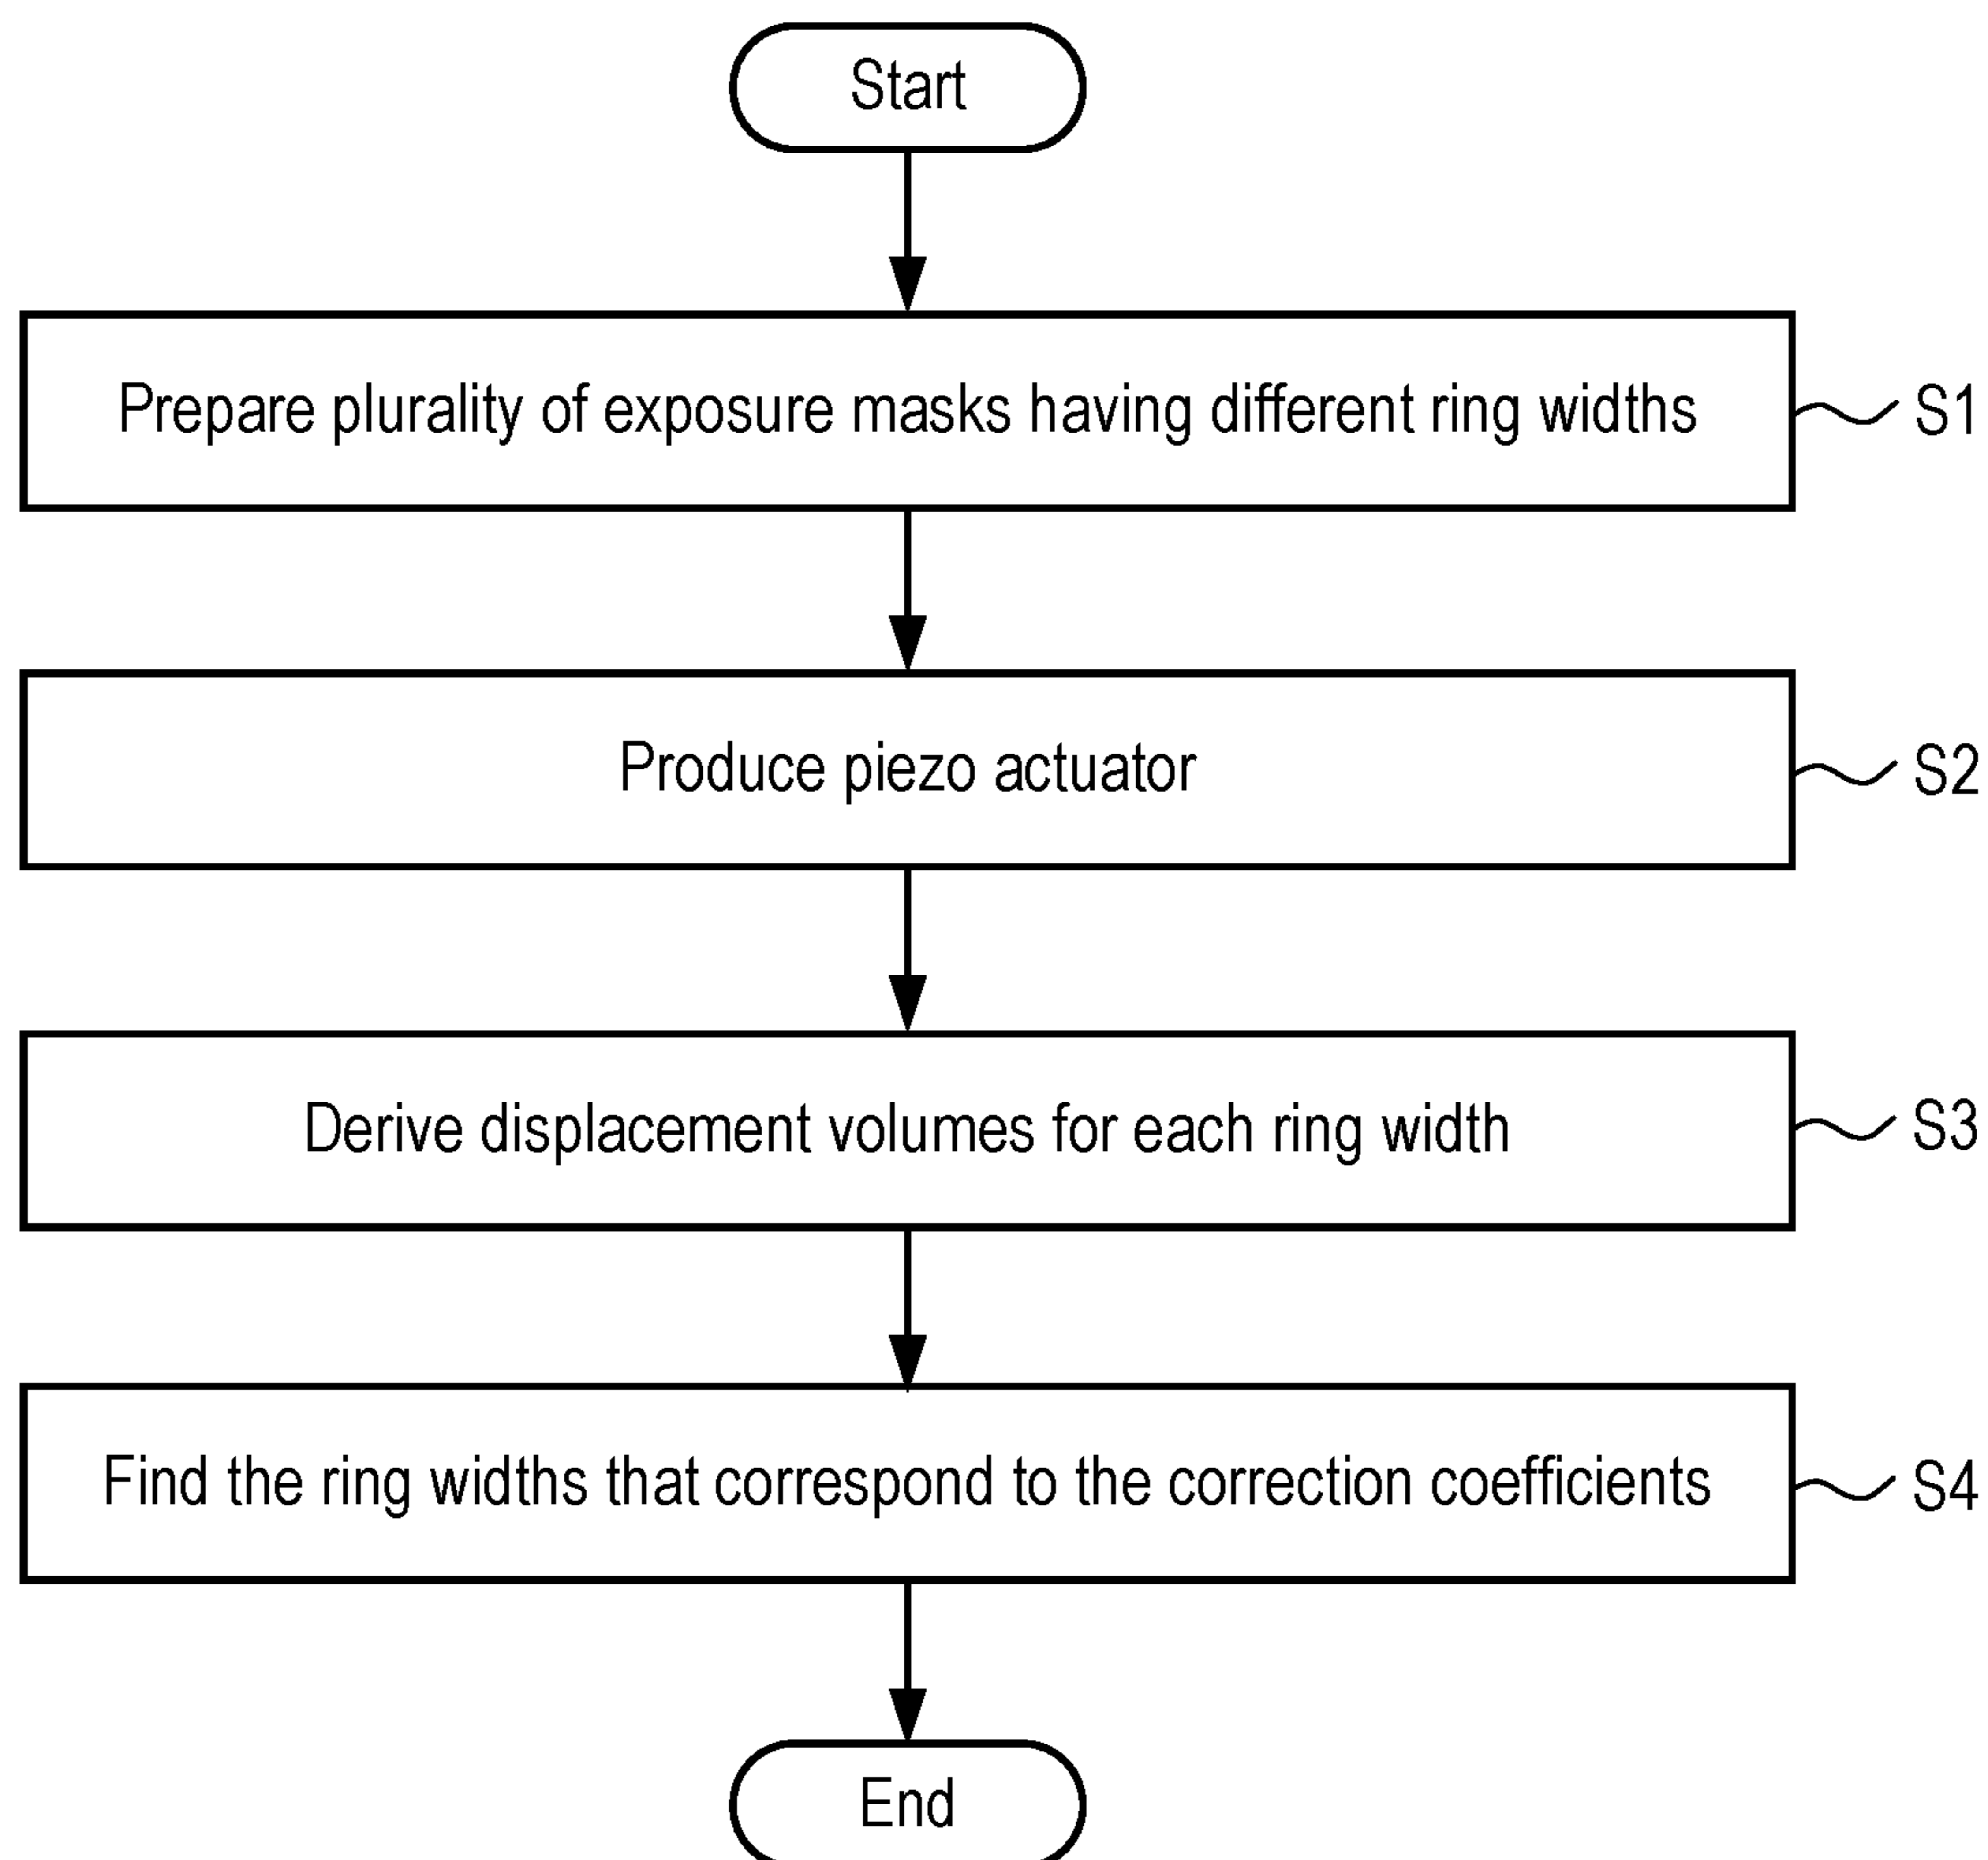 Start
Prepare plurality of exposure masks having different ring widths
S1
Produce piezo actuator
S2
Derive displacement volumes for each ring width
S3
Find the ring widths that correspond to the correction coefficients
S4
End